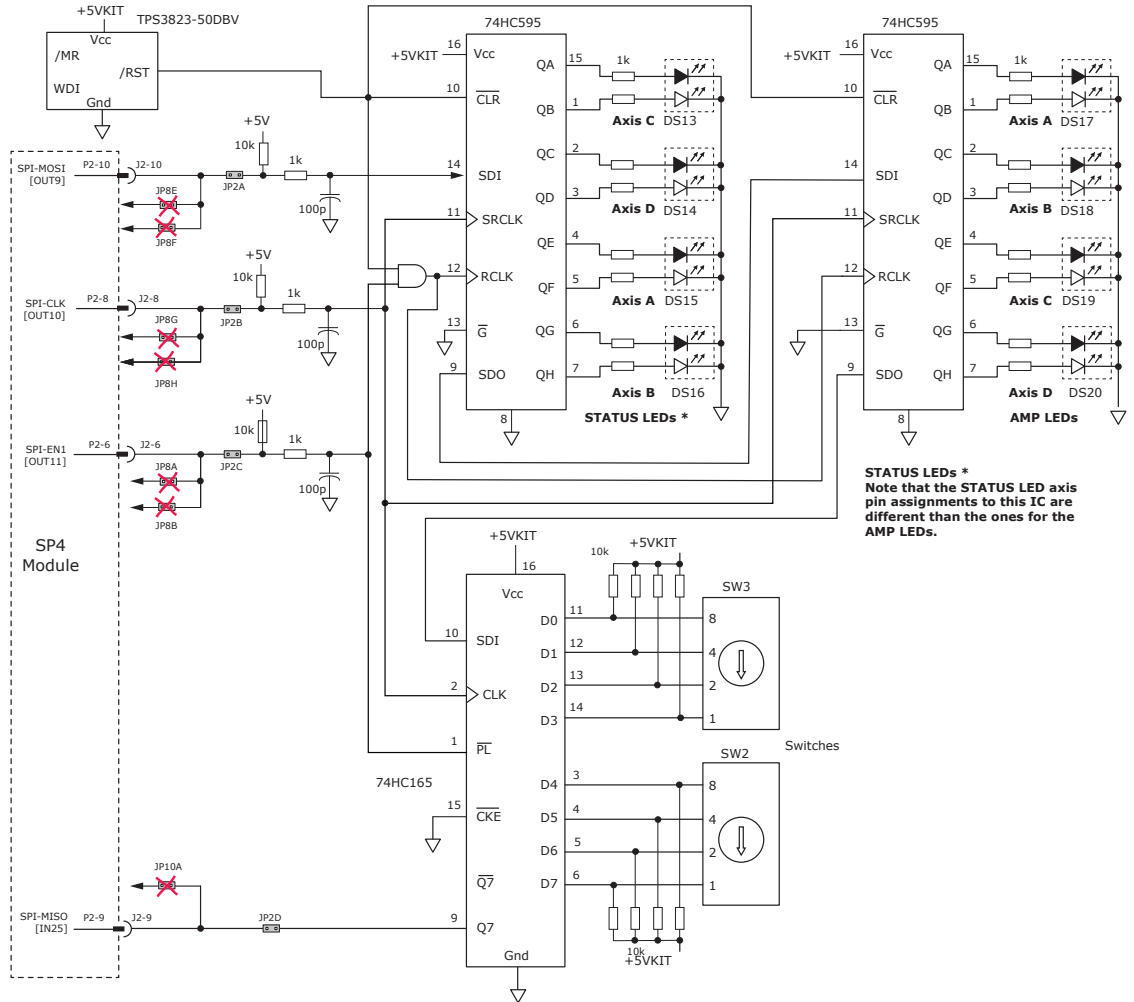 +5VKIT
TPS3823-50DBV
Vcc
/MR
/RST
WDI
Gnd
74HC595
+5VKIT
16
Vcc
10
CLR
14
SDI
11
SRCLK
12
RCLK
13
G
9
SDO
8
QA
15
1k
QB
1
Axis C
DS13
QC
2
QD
3
Axis D
DS14
QE
4
QF
5
Axis A
DS15
QG
6
QH
7
Axis B
DS16
STATUS LEDs *
74HC595
+5VKIT
16
Vcc
10
CLR
14
SDI
11
SRCLK
12
RCLK
13
G
9
SDO
8
QA
15
1k
QB
1
Axis A
DS17
QC
2
QD
3
Axis B
DS18
QE
4
QF
5
Axis C
DS19
QG
6
QH
7
Axis D
DS20
AMP LEDs
STATUS LEDs *
Note that the STATUS LED axis
pin assignments to this IC are
different than the ones for the
AMP LEDs.
SPI-MOSI
[OUT9]
P2-10
J2-10
JP8E
JP8F
JP2A
+5V
10k
1k
100p
SPI-CLK
[OUT10]
P2-8
J2-8
JP8G
JP8H
JP2B
+5V
10k
1k
100p
SPI-EN1
[OUT11]
P2-6
J2-6
JP8A
JP8B
JP2C
+5V
10k
1k
100p
SP4
Module
SPI-MISO
[IN25]
P2-9
J2-9
JP10A
JP2D
74HC165
+5VKIT
16
Vcc
10
SDI
2
CLK
1
PL
15
CKE
Q7
9
Q7
Gnd
D0
11
D1
12
D2
13
D3
14
D4
3
D5
4
D6
5
D7
6
10k
+5VKIT
SW3
8
4
2
1
Switches
SW2
8
4
2
1
10k
+5VKIT